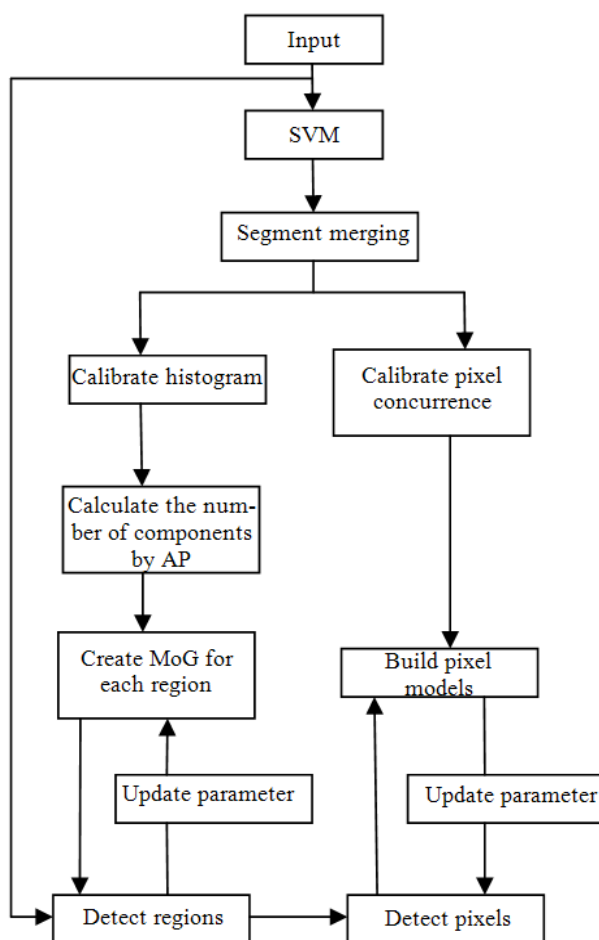 Input
SVM
Segment merging
Calibrate histogram
Calibrate pixel
concurrence
Calculate the num-
ber of components
by AP
Create MoG for
each region
Build pixel
models
Update parameter
Update parameter
Detect regions
Detect pixels